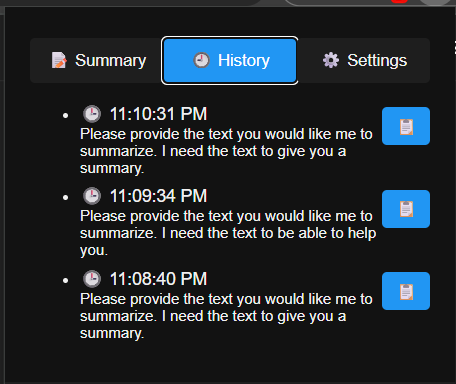 Summary
History
Settings
11:10:31 PM
Please provide the text you would like me to
summarize. I need the text to give you a
summary.
11:09:34 PM
Please provide the text you would like me to
summarize. I need the text to be able to help
you.
11:08:40 PM
Please provide the text you would like me to
summarize. I need the text to give you a
summary.